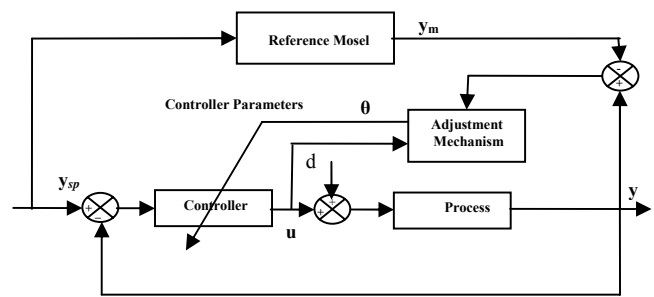 Reference Mosel
ym
-
+
Controller Parameters
θ
Adjustment
Mechanism
d
ysp
+
−
Controller
u
+
+
Process
y